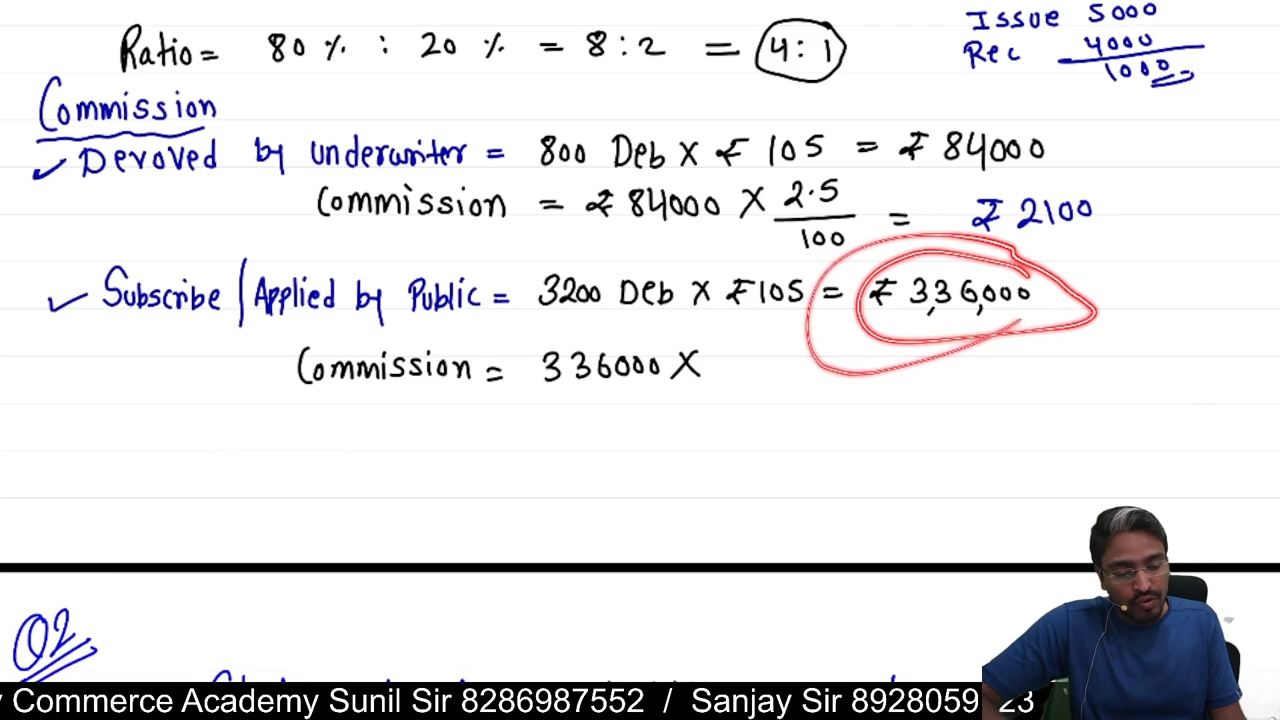 Issue 5000
Ratio = 80 % : 20 % = 8 : 2 = 4 : 1
Rec 4000
1000
Commission
✓ Devoved by underwriter = 800 Deb X ₹ 105 = ₹ 84000
Commission = ₹ 84000 X 2.5 / 100 = ₹ 2100
✓ Subscribe / Applied by Public = 3200 Deb X ₹105 = ₹ 3,36,000
Commission = 336000 X
Q2
Commerce Academy Sunil Sir 8286987552 / Sanjay Sir 8928059 23